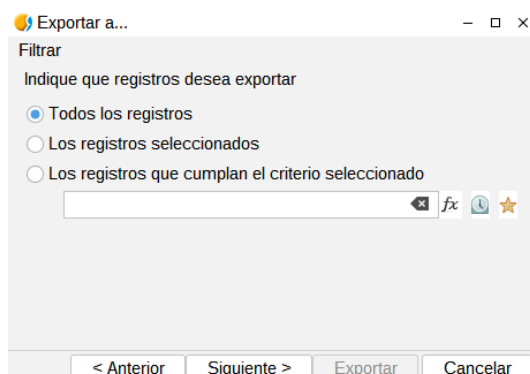 Exportar a...
Filtrar
Indique que registros desea exportar
Todos los registros
Los registros seleccionados
Los registros que cumplan el criterio seleccionado
fx
< Anterior Siguiente > Exportar Cancelar